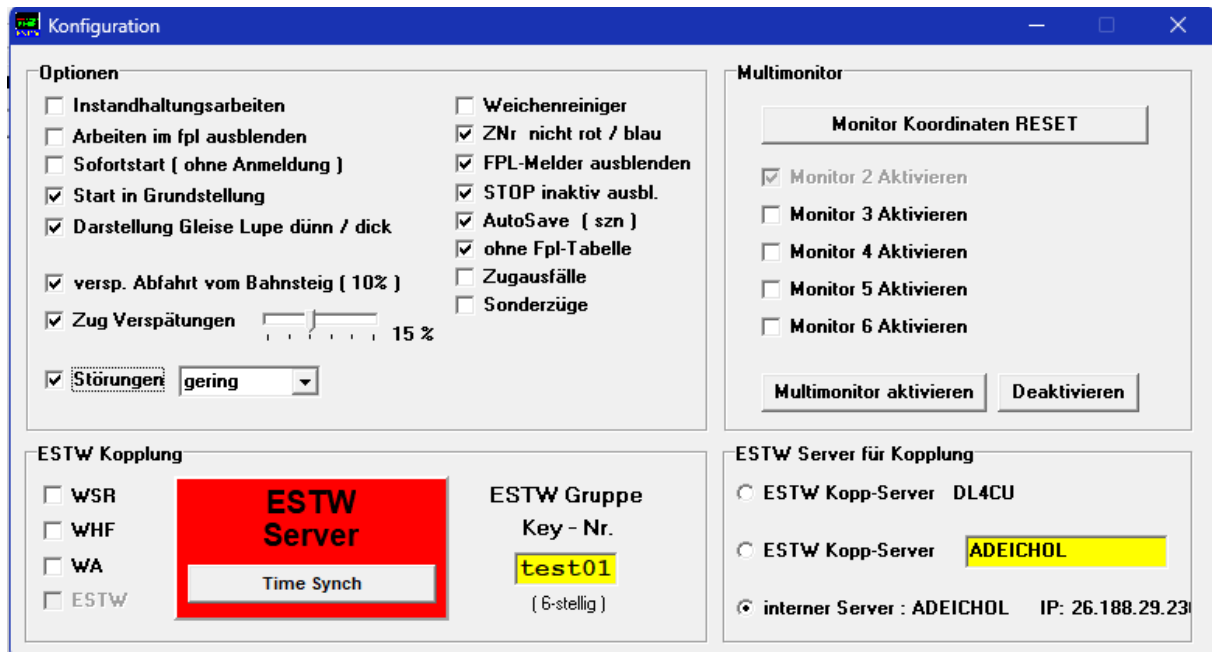 Konfiguration
Optionen
Instandhaltungsarbeiten
Arbeiten im fpl ausblenden
Sofortstart ( ohne Anmeldung )
Start in Grundstellung
Darstellung Gleise Lupe dünn / dick
versp. Abfahrt vom Bahnsteig ( 10% )
Zug Verspätungen
15 %
Störungen
gering
Weichenreiniger
ZNr nicht rot / blau
FPL-Melder ausblenden
STOP inaktiv ausbl.
AutoSave ( szn )
ohne Fpl-Tabelle
Zugausfälle
Sonderzüge
Multimonitor
Monitor Koordinaten RESET
Monitor 2 Aktivieren
Monitor 3 Aktivieren
Monitor 4 Aktivieren
Monitor 5 Aktivieren
Monitor 6 Aktivieren
Multimonitor aktivieren
Deaktivieren
ESTW Kopplung
WSR
WHF
WA
ESTW
ESTW
Server
Time Synch
ESTW Gruppe
Key - Nr.
test01
( 6-stellig )
ESTW Server für Kopplung
ESTW Kopp-Server DL4CU
ESTW Kopp-Server ADEICHOL
interner Server : ADEICHOL IP: 26.188.29.